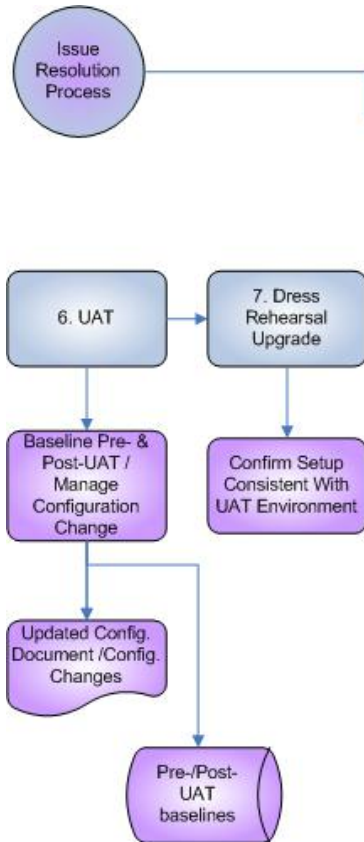 Issue
Resolution
Process
6. UAT
7. Dress
Rehearsal
Upgrade
Baseline Pre- &
Post-UAT /
Manage
Configuration
Change
Confirm Setup
Consistent With
UAT Environment
Updated Config.
Document /Config.
Changes
Pre-/Post-
UAT
baselines